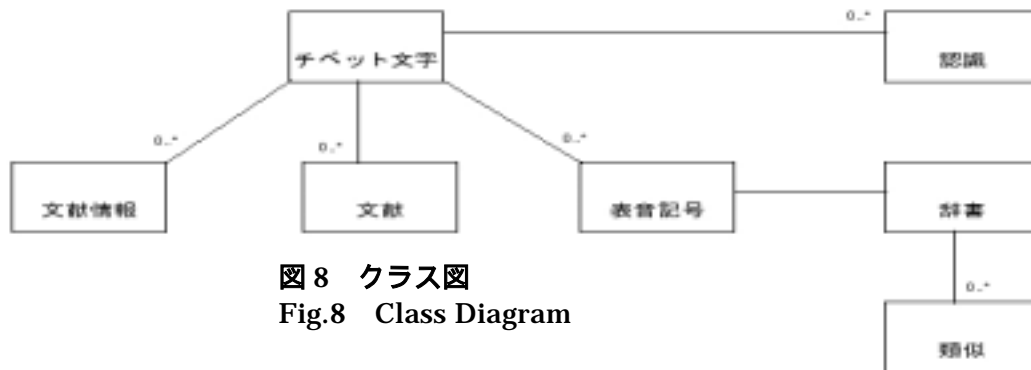 0..*
チベット文字
認識
0..*
0..*
0..*
文献情報
文献
表音記号
辞書
図8 クラス図
Fig.8 Class Diagram
0..*
類似